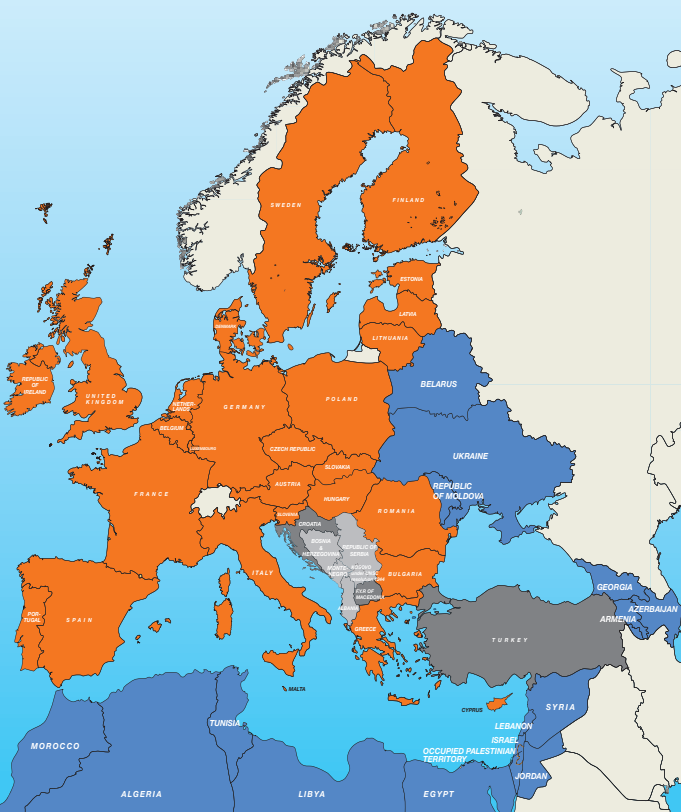 SWEDEN
FINLAND
ESTONIA
LATVIA
LITHUANIA
DENMARK
REPUBLIC
OF
IRELAND
UNITED
KINGDOM
NETHER-
LANDS
BELGIUM
LUXEMBOURG
GERMANY
POLAND
BELARUS
UKRAINE
REPUBLIC
OF MOLDOVA
CZECH REPUBLIC
SLOVAKIA
AUSTRIA
HUNGARY
FRANCE
ROMANIA
SLOVENIA
CROATIA
BOSNIA
&
HERZEGOVINA
REPUBLIC OF
SERBIA
MONTE-
NEGRO
KOSOVO
BULGARIA
FYR OF
MACEDONIA
ALBANIA
ITALY
GREECE
POR-
TUGAL
SPAIN
GEORGIA
AZERBAIJAN
ARMENIA
TURKEY
MALTA
CYPRUS
SYRIA
LEBANON
ISRAEL
OCCUPIED PALESTINIAN
TERRITORY
JORDAN
MOROCCO
TUNISIA
ALGERIA
LIBYA
EGYPT